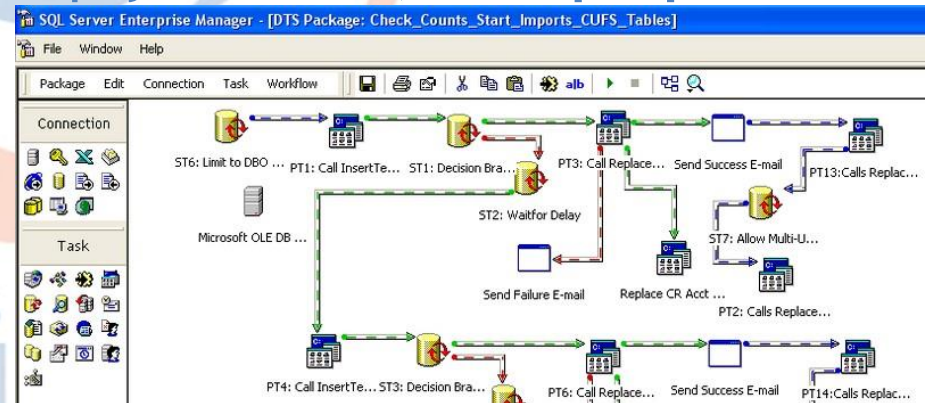 SQL Server Enterprise Manager - [DTS Package: Check_Counts_Start_Imports_CUFS_Tables]
File Window Help
Package Edit Connection Task Workflow
Connection
Task
ST6: Limit to DBO ...
PT1: Call InsertTe...
ST1: Decision Bra...
PT3: Call Replace...
Send Success E-mail
PT13:Calls Replac...
Microsoft OLE DB ...
ST2: Waitfor Delay
ST7: Allow Multi-U...
Send Failure E-mail
Replace CR Acct ...
PT2: Calls Replace...
PT4: Call InsertTe...
ST3: Decision Bra...
PT6: Call Replace...
Send Success E-mail
PT14:Calls Replac...